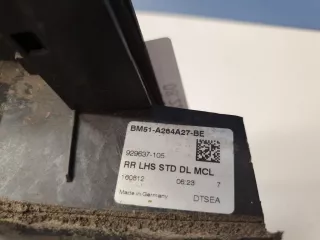 BM51-A264A27-BE
929637-105
RR LHS STD DL MCL
160812 06:23 7
Made in Germany DTSEA